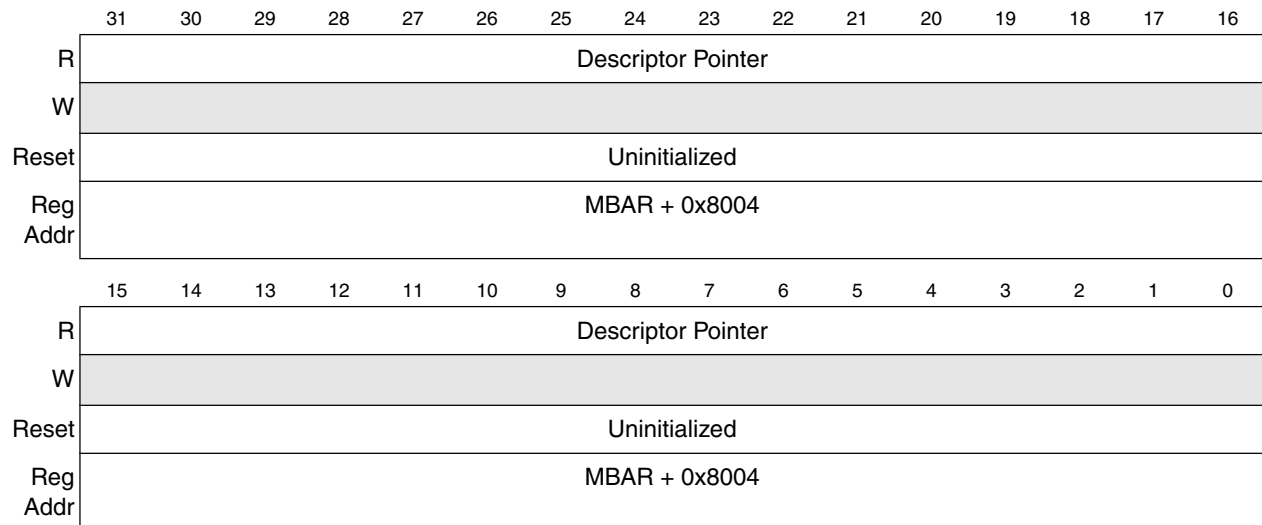 31 30 29 28 27 26 25 24 23 22 21 20 19 18 17 16
R Descriptor Pointer
W
Reset Uninitialized
Reg MBAR + 0x8004
Addr
15 14 13 12 11 10 9 8 7 6 5 4 3 2 1 0
R Descriptor Pointer
W
Reset Uninitialized
Reg MBAR + 0x8004
Addr